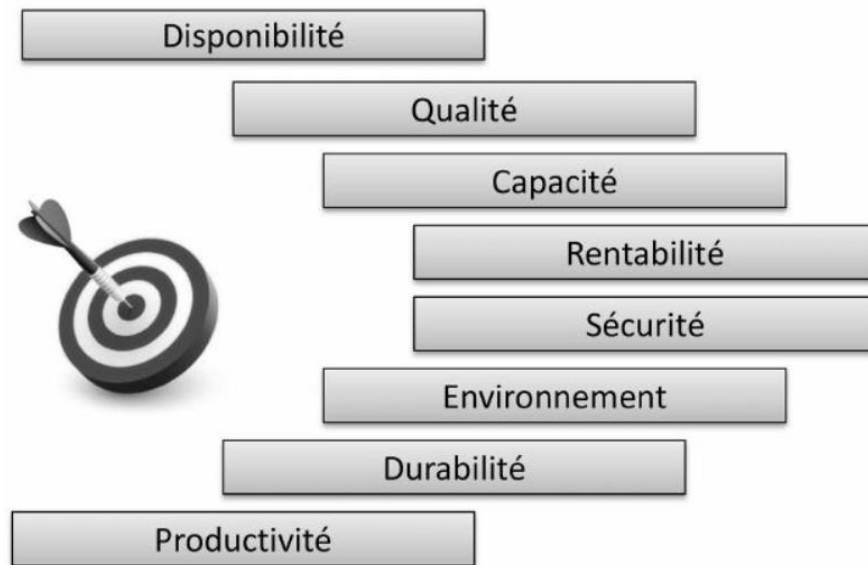 Disponibilité
Qualité
Capacité
Rentabilité
Sécurité
Environnement
Durabilité
Productivité